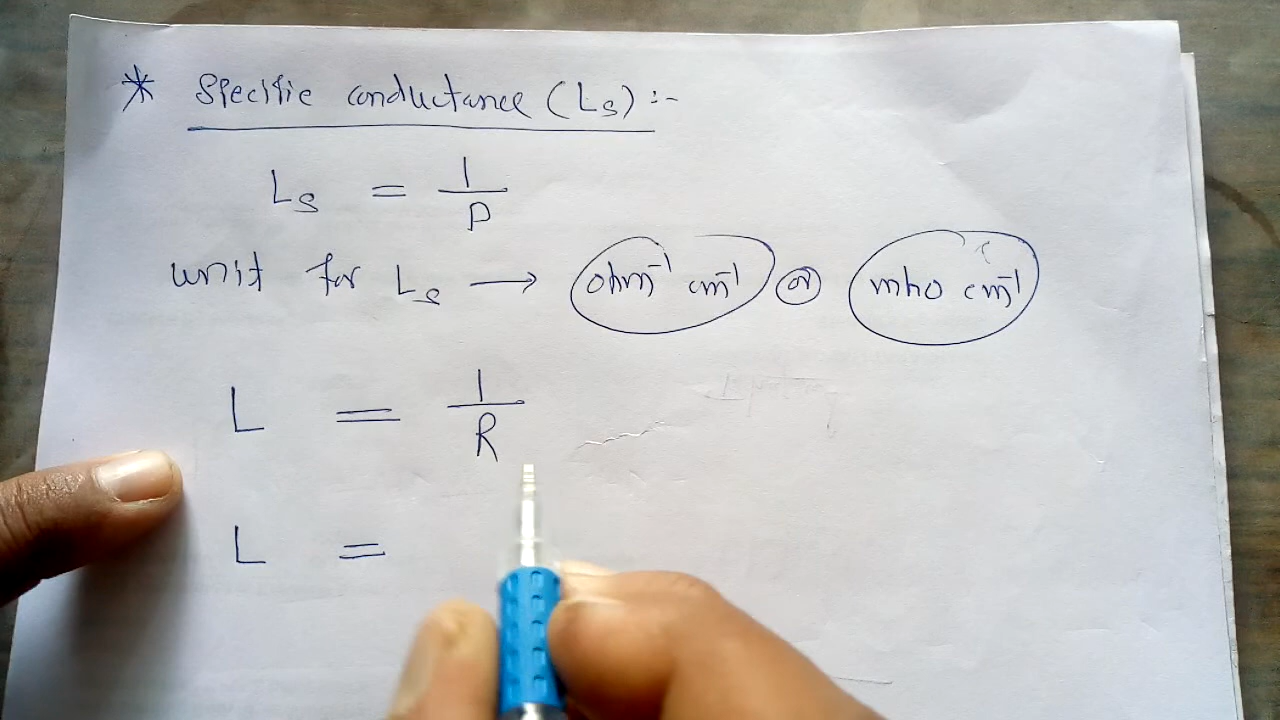 * Specific conductance (Ls) :-
Ls = 1/ρ
unit for Ls → ohm⁻¹ cm⁻¹ or mho cm⁻¹
L = 1/R
L =